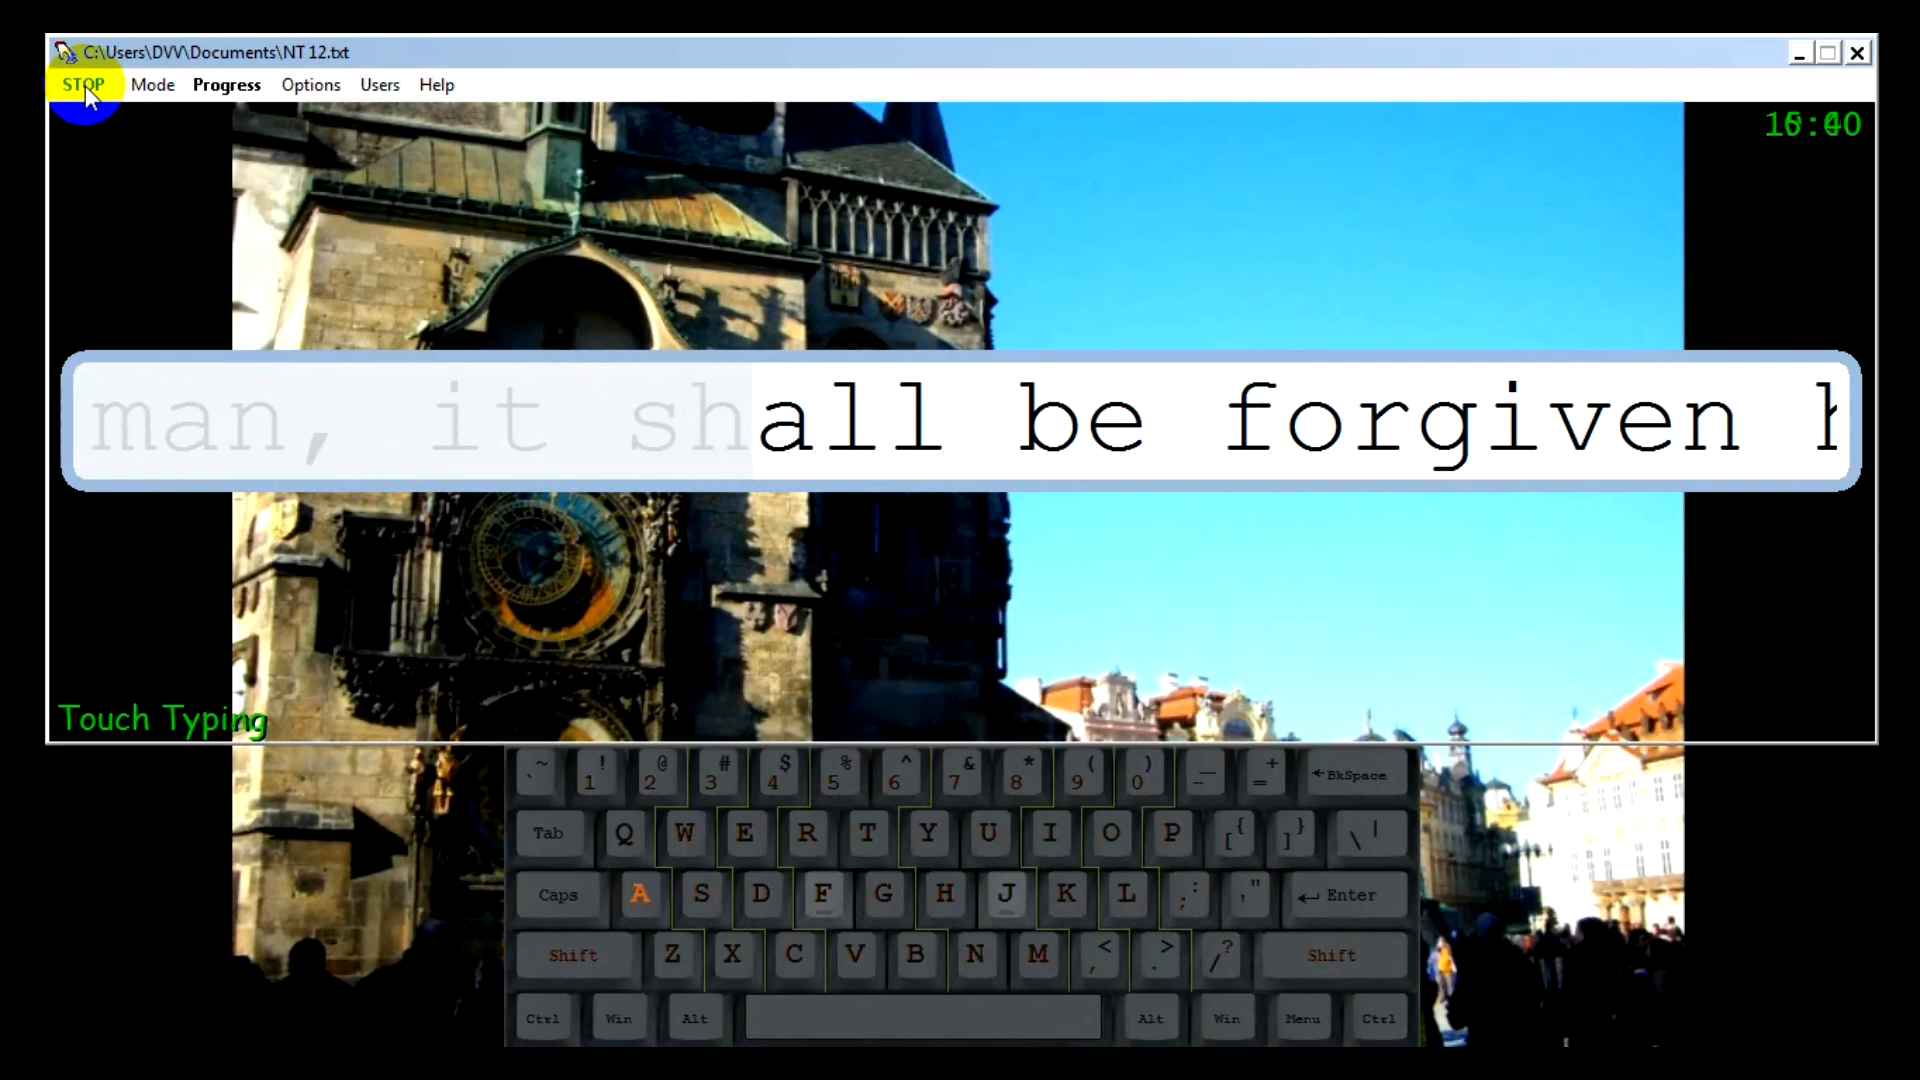 C:\Users\DVV\Documents\NT 12.txt
STOP Mode Progress Options Users Help
man, it shall be forgiven h
Touch Typing
` ~ 1 ! 2 @ 3 # 4 $ 5 % 6 ^ 7 & 8 * 9 ( 0 ) - _ = + ←BkSpace
Tab Q W E R T Y U I O P [ { ] } \ |
Caps A S D F G H J K L ; : ' " ↵ Enter
Shift Z X C V B N M , < . > / ? Shift
Ctrl Win Alt Alt Win Menu Ctrl